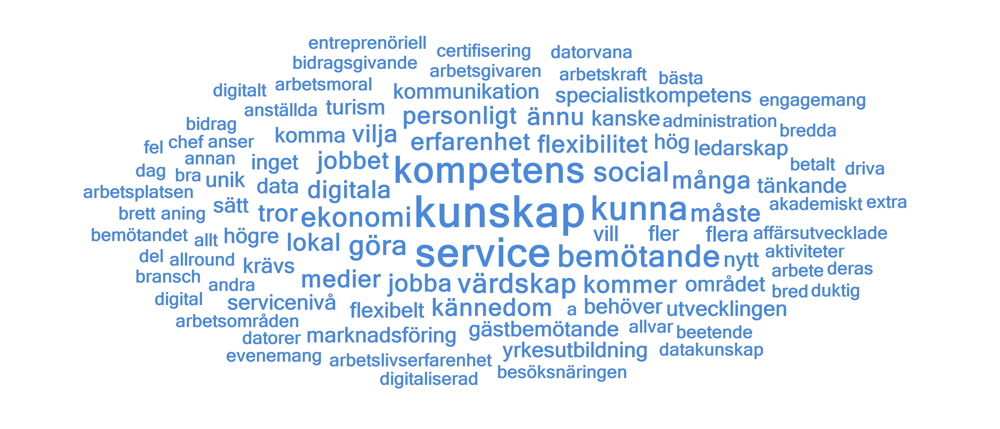 entreprenöriell certifisering datorvana
bidragsgivande arbetsgivaren arbetskraft bästa
digitalt arbetsmoral kommunikation specialistkompetens engagemang
anställda turism personligt ännu kanske administration
bidrag komma vilja erfarenhet flexibilitet hög bredda
fel chef anser ledarskap
annan inget jobbet kompetens social betalt driva
dag bra unik data digitala många tänkande
arbetsplatsen sätt kunskap kunna akademiskt extra
brett aning tror ekonomi måste
bemötandet allt högre lokal göra vill fler flera affärsutvecklade
del allround krävs service bemötande nytt aktiviteter
bransch andra medier jobba värdskap kommer området arbete deras
digital servicenivå bred duktig
flexibelt kännedom a behöver utvecklingen
arbetsområden gästbemötande allvar beetende
datorer marknadsföring
evenemang arbetslivserfarenhet yrkesutbildning datakunskap
digitaliserad besöksnäringen